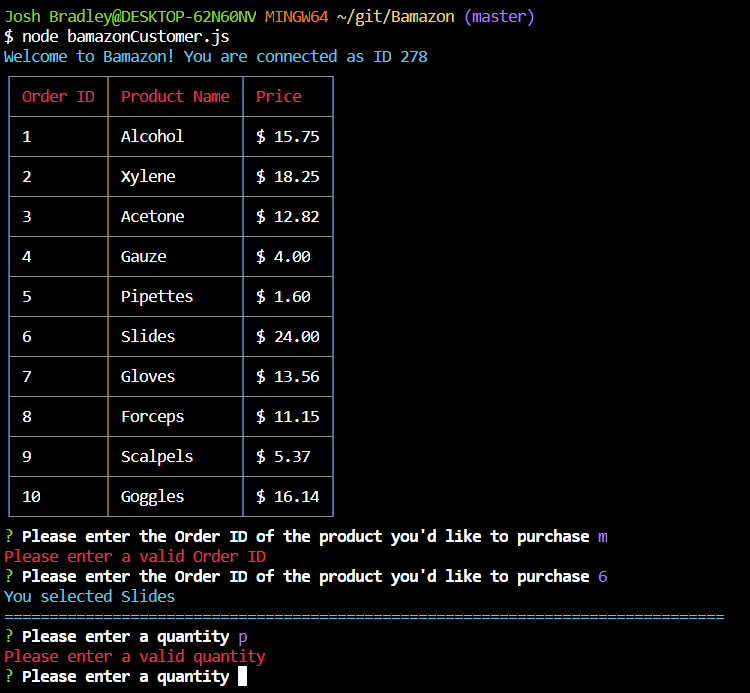 Josh Bradley@DESKTOP-62N60NV MINGW64 ~/git/Bamazon (master)
$ node bamazonCustomer.js
Welcome to Bamazon! You are connected as ID 278
Order ID Product Name Price
1 Alcohol $ 15.75
2 Xylene $ 18.25
3 Acetone $ 12.82
4 Gauze $ 4.00
5 Pipettes $ 1.60
6 Slides $ 24.00
7 Gloves $ 13.56
8 Forceps $ 11.15
9 Scalpels $ 5.37
10 Goggles $ 16.14
? Please enter the Order ID of the product you'd like to purchase m
Please enter a valid Order ID
? Please enter the Order ID of the product you'd like to purchase 6
You selected Slides
================================================================================
? Please enter a quantity p
Please enter a valid quantity
? Please enter a quantity